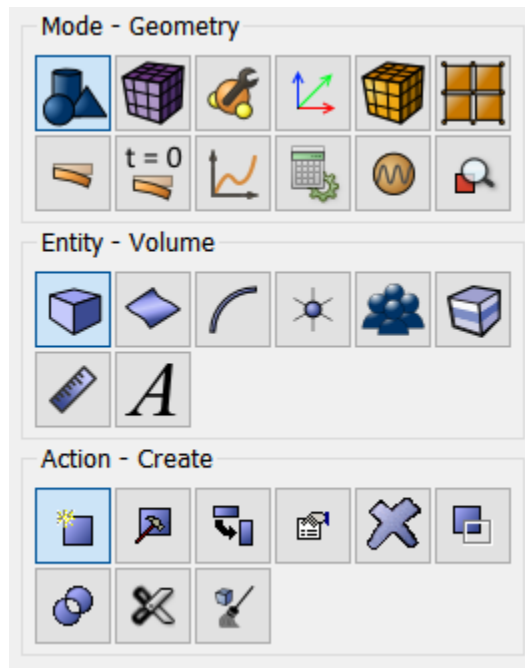 Mode - Geometry
t = 0
Entity - Volume
A
Action - Create